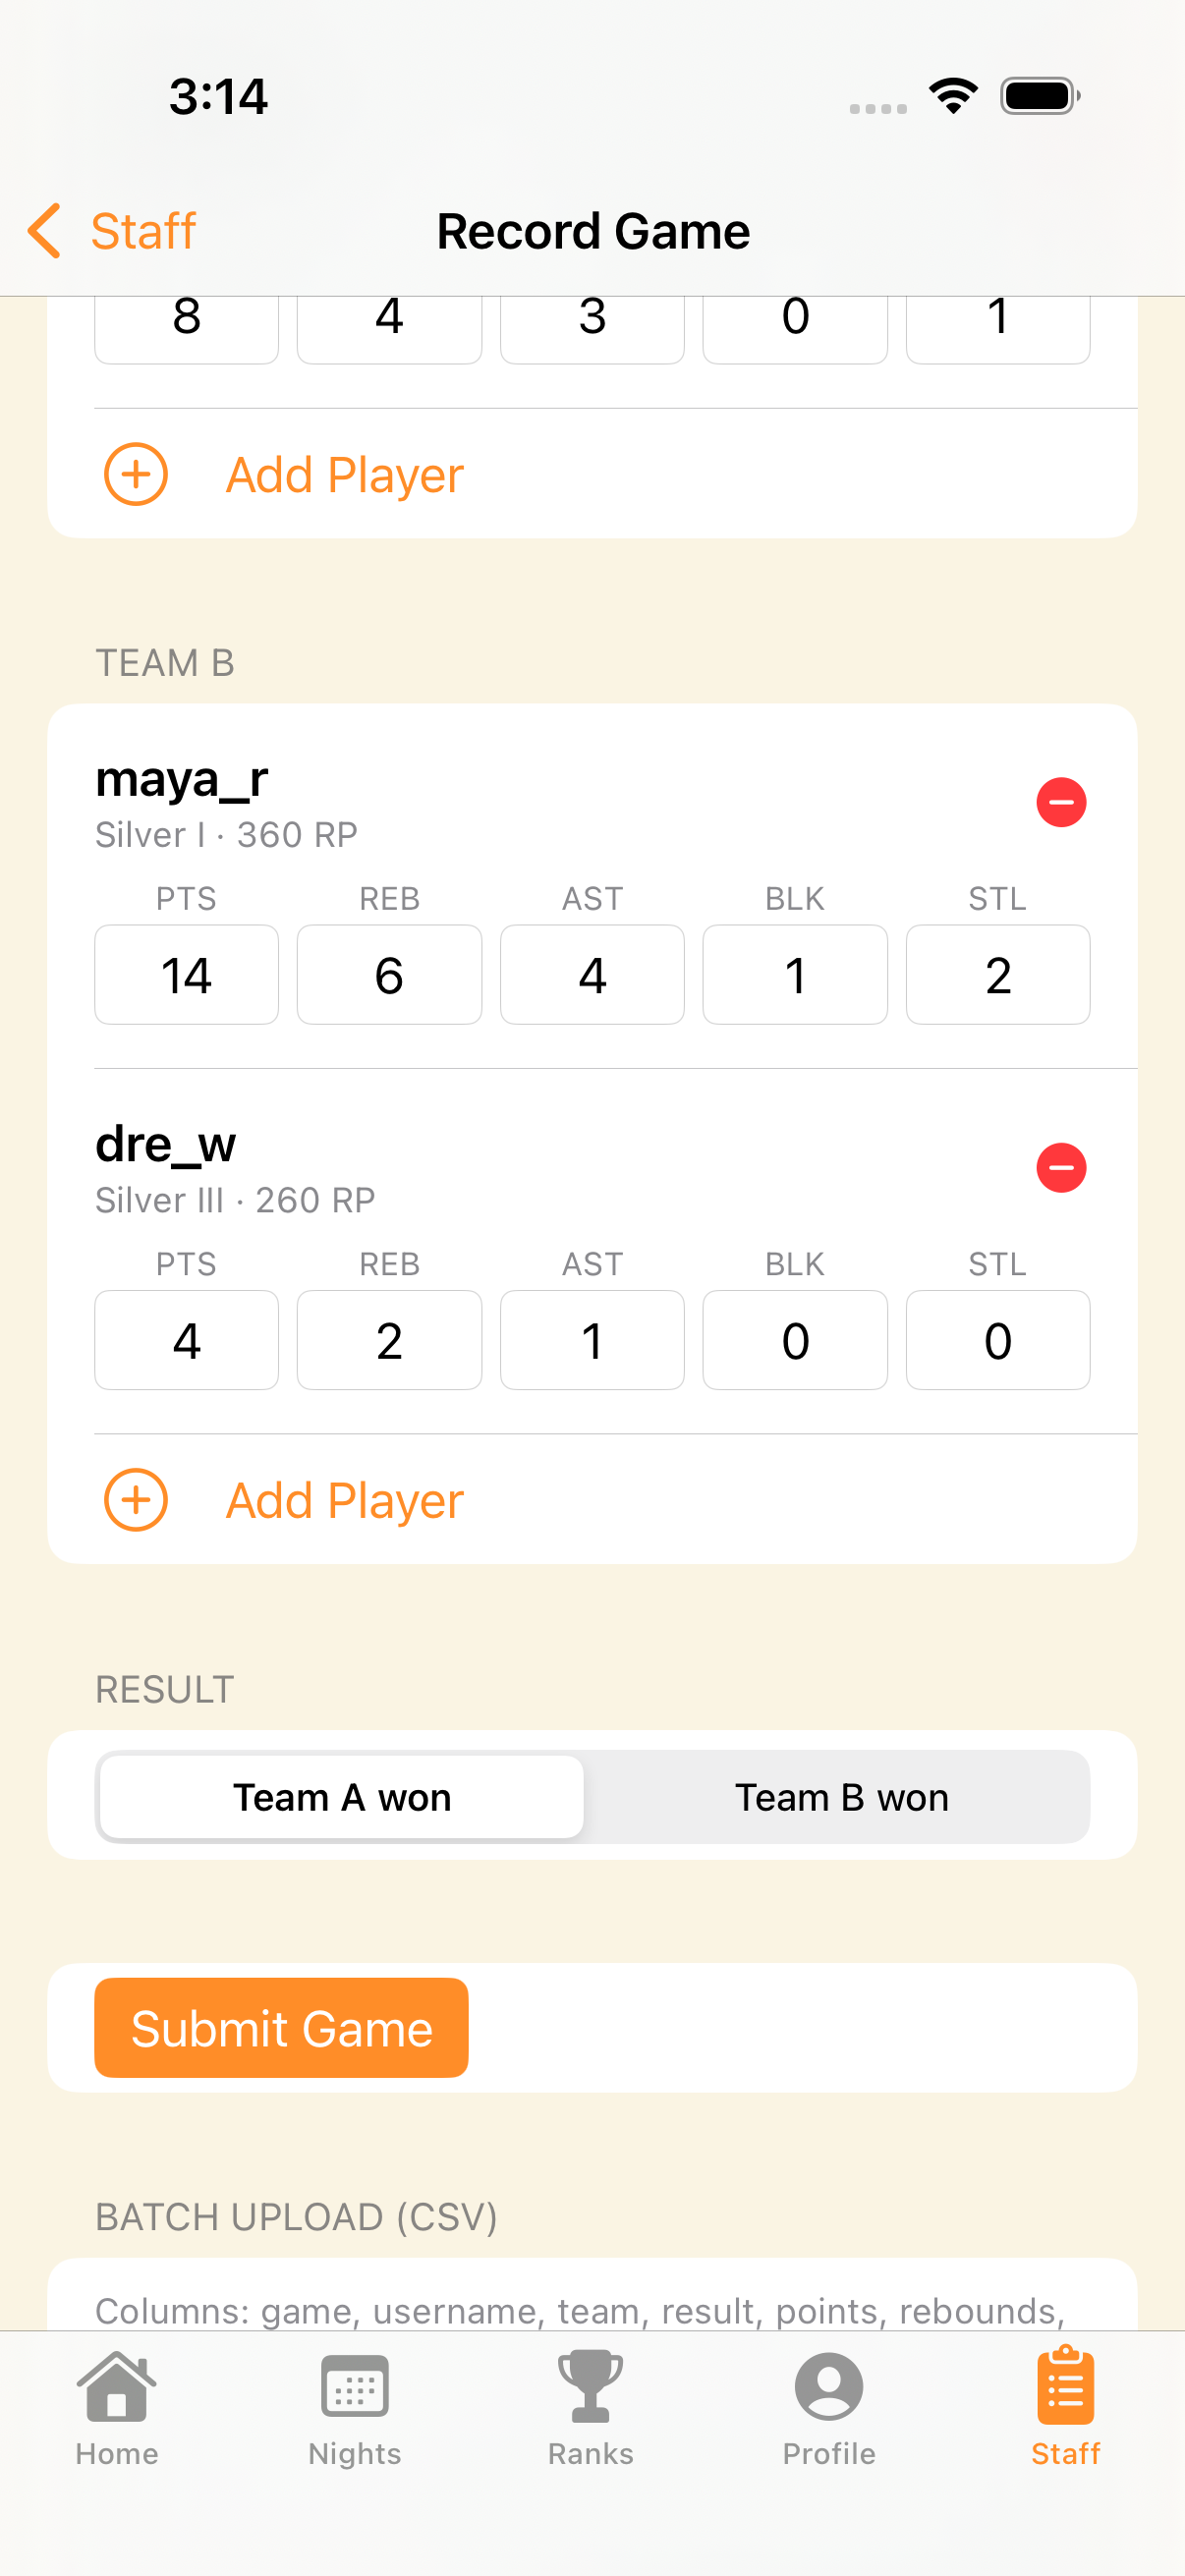 3:14
Staff
Record Game
8 4 3 0 1
Add Player
TEAM B
maya_r
Silver I · 360 RP
PTS REB AST BLK STL
14 6 4 1 2
dre_w
Silver III · 260 RP
PTS REB AST BLK STL
4 2 1 0 0
Add Player
RESULT
Team A won Team B won
Submit Game
BATCH UPLOAD (CSV)
Columns: game, username, team, result, points, rebounds,
Home Nights Ranks Profile Staff